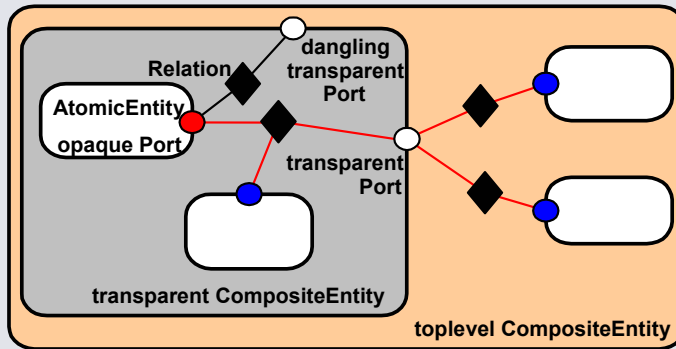 dangling
transparent
Port
Relation
AtomicEntity
opaque Port
transparent
Port
transparent CompositeEntity
toplevel CompositeEntity